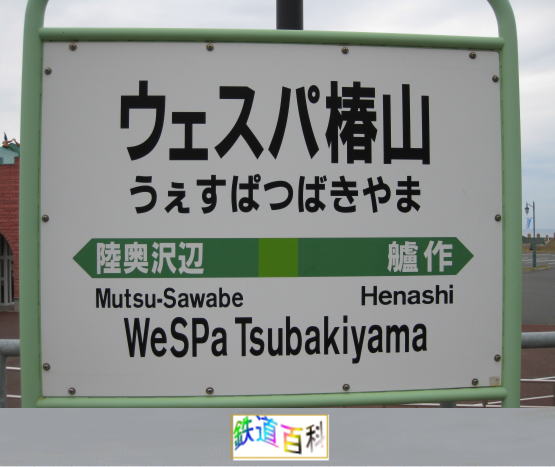 ウェスパ椿山
うぇすぱつばきやま
陸奥沢辺 艫作
Mutsu-Sawabe Henashi
WeSPa Tsubakiyama
鉄道百科